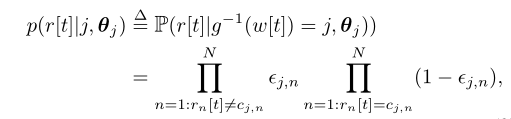 p(r[t]|j, θ_j) ≜ ℙ(r[t]|g⁻¹(w[t]) = j, θ_j))
= ∏_{n=1:r_n[t]≠c_{j,n}}^{N} ϵ_{j,n} ∏_{n=1:r_n[t]=c_{j,n}}^{N} (1 − ϵ_{j,n}),